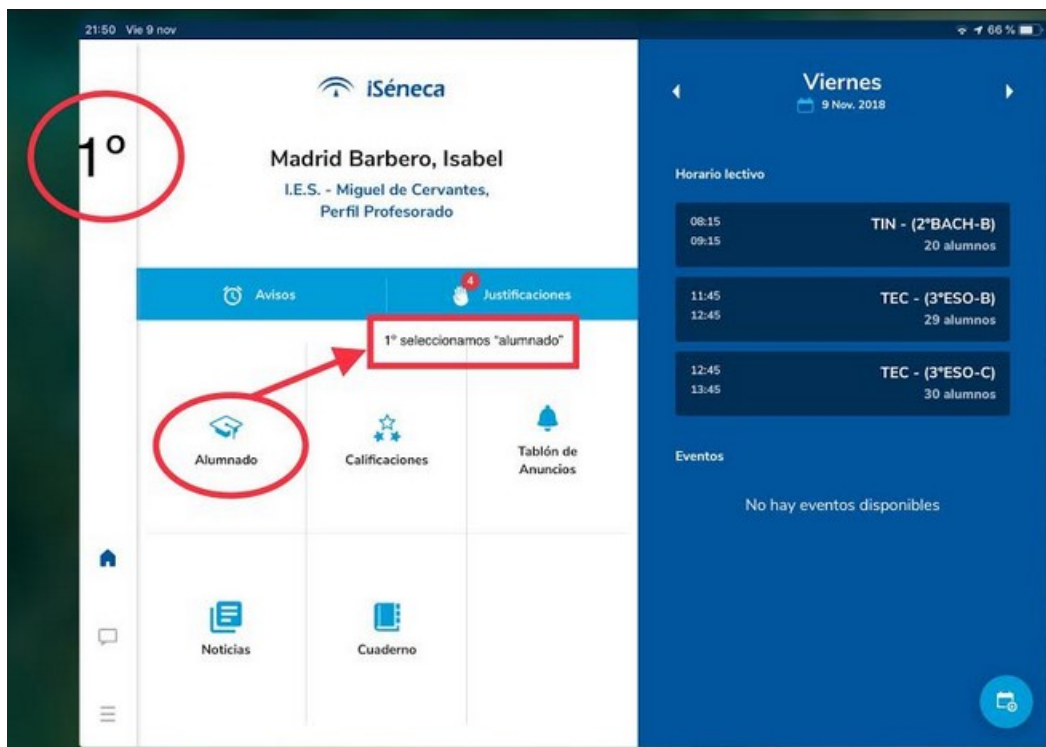 21:50 Vie 9 nov
66 %
1º
iSéneca
Madrid Barbero, Isabel
I.E.S. - Miguel de Cervantes,
Perfil Profesorado
Avisos
4
Justificaciones
1º seleccionamos "alumnado"
Alumnado
Calificaciones
Tablón de
Anuncios
Noticias
Cuaderno
Viernes
9 Nov. 2018
Horario lectivo
08:15 TIN - (2ºBACH-B)
09:15 20 alumnos
11:45 TEC - (3ºESO-B)
12:45 29 alumnos
12:45 TEC - (3ºESO-C)
13:45 30 alumnos
Eventos
No hay eventos disponibles